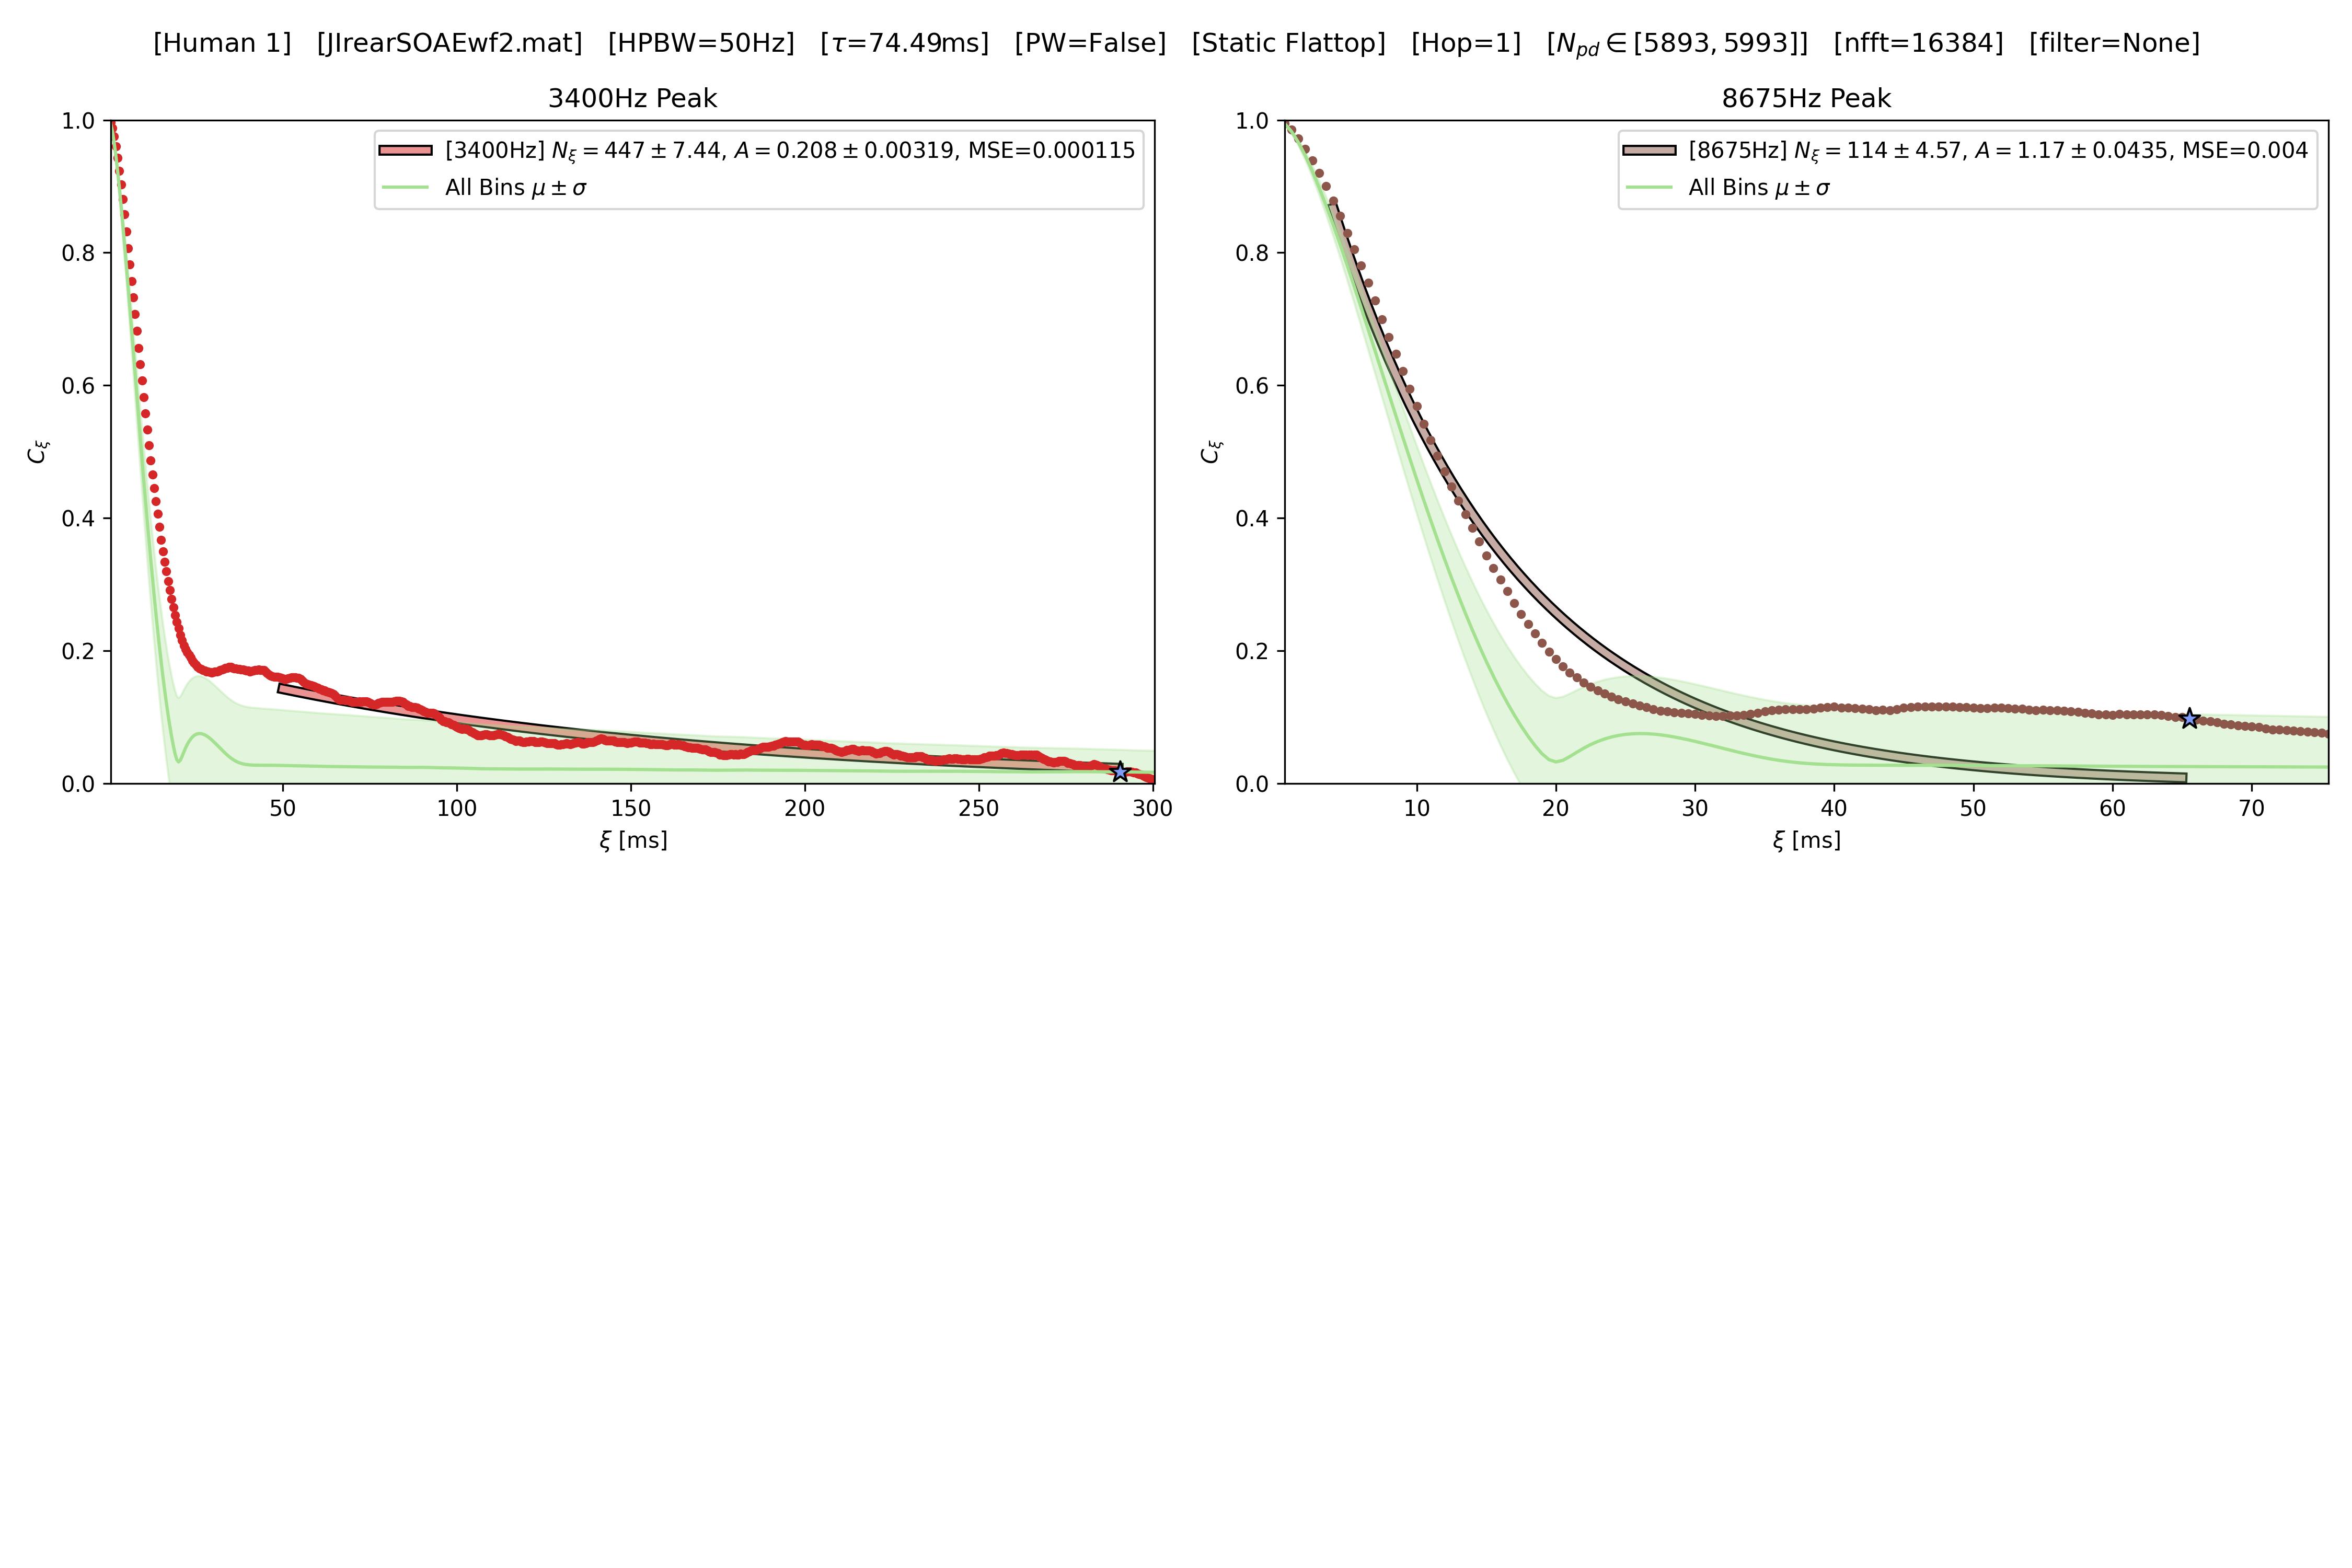 [Human 1] [JIrearSOAEwf2.mat] [HPBW=50Hz] [τ=74.49ms] [PW=False] [Static Flattop] [Hop=1] [N_pd ∈ [5893, 5993]] [nfft=16384] [filter=None]
3400Hz Peak
[3400Hz] N_ξ = 447 ± 7.44, A = 0.208 ± 0.00319, MSE=0.000115
All Bins μ ± σ
1.0
0.8
0.6
0.4
0.2
0.0
C_ξ
50 100 150 200 250 300
ξ [ms]
8675Hz Peak
[8675Hz] N_ξ = 114 ± 4.57, A = 1.17 ± 0.0435, MSE=0.004
All Bins μ ± σ
1.0
0.8
0.6
0.4
0.2
0.0
C_ξ
10 20 30 40 50 60 70
ξ [ms]